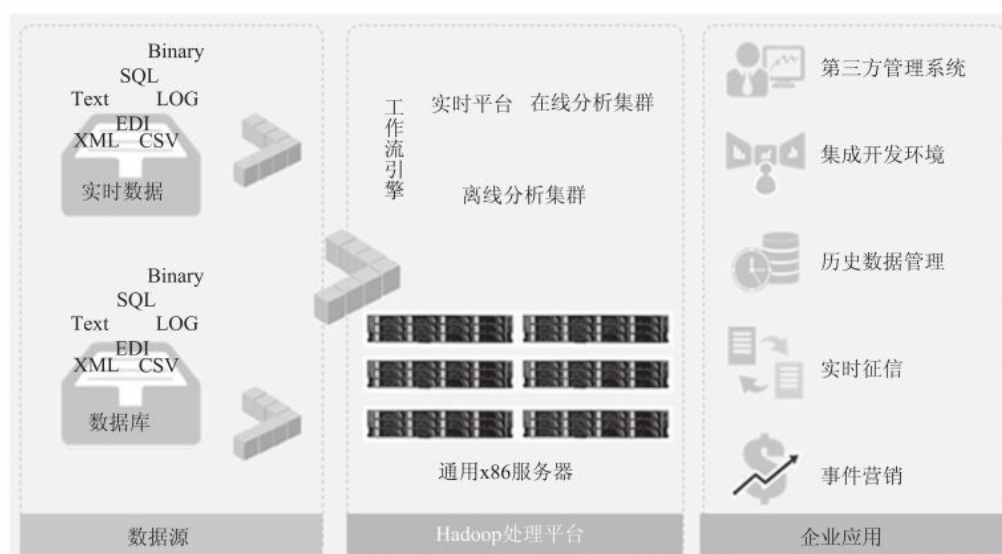 Binary
SQL
Text LOG
EDI
XML CSV
实时数据
Binary
SQL
Text LOG
EDI
XML CSV
数据库
数据源
工作流引擎
实时平台 在线分析集群
离线分析集群
通用x86服务器
Hadoop处理平台
第三方管理系统
集成开发环境
历史数据管理
实时征信
事件营销
企业应用